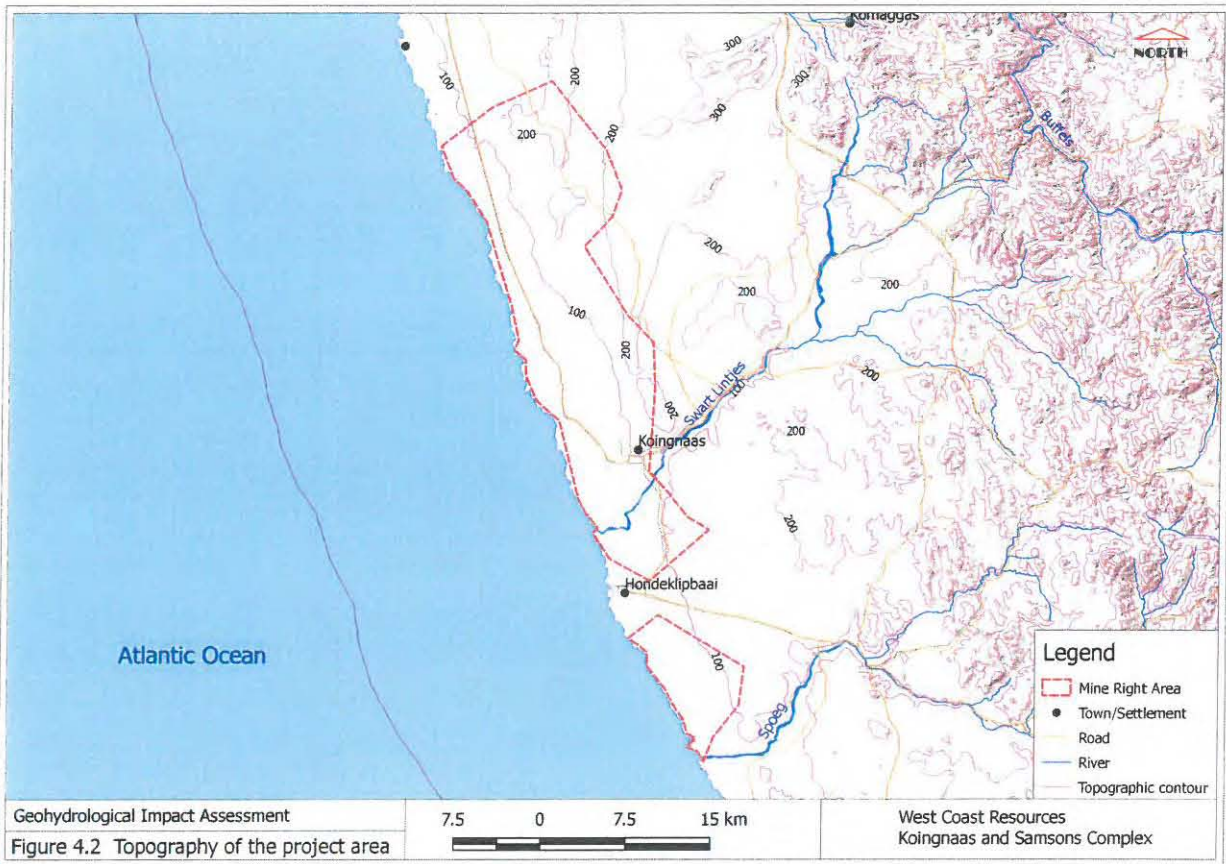 Komaggas
NORTH
300
300
300
300
100
200
200
200
Buffels
200
200
200
100
200
200
200
Swart Lintjes
100
200
Koingnaas
200
Hondeklipbaai
100
Spoeg
Atlantic Ocean
Legend
Mine Right Area
Town/Settlement
Road
River
Topographic contour
Geohydrological Impact Assessment
Figure 4.2 Topography of the project area
7.5 0 7.5 15 km
West Coast Resources
Koingnaas and Samsons Complex